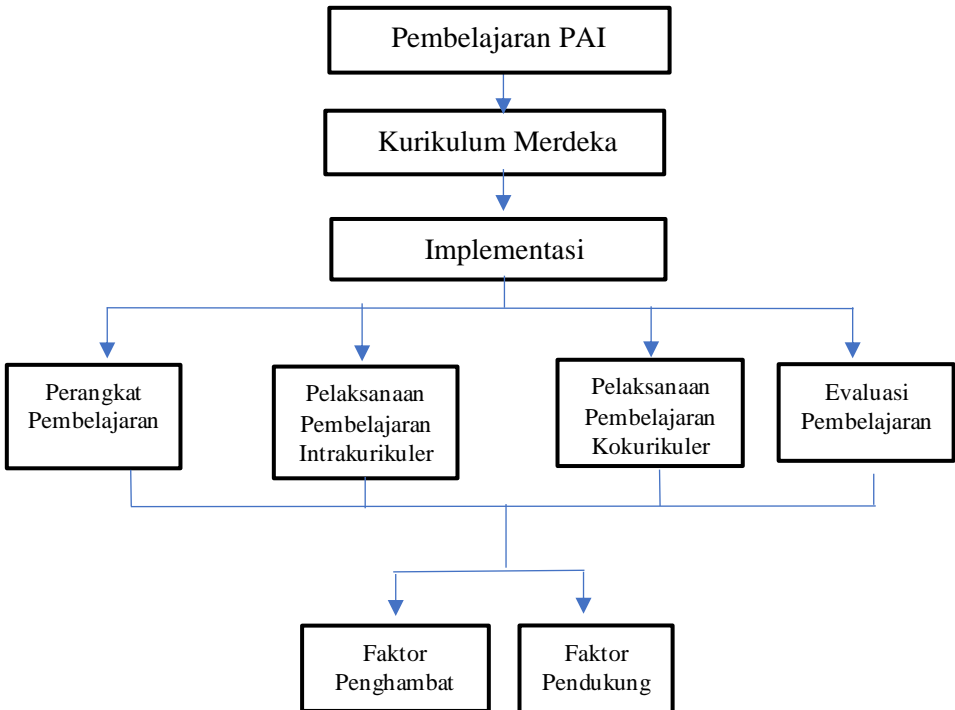 Pembelajaran PAI
Kurikulum Merdeka
Implementasi
Perangkat
Pembelajaran
Pelaksanaan
Pembelajaran
Intrakurikuler
Pelaksanaan
Pembelajaran
Kokurikuler
Evaluasi
Pembelajaran
Faktor
Penghambat
Faktor
Pendukung